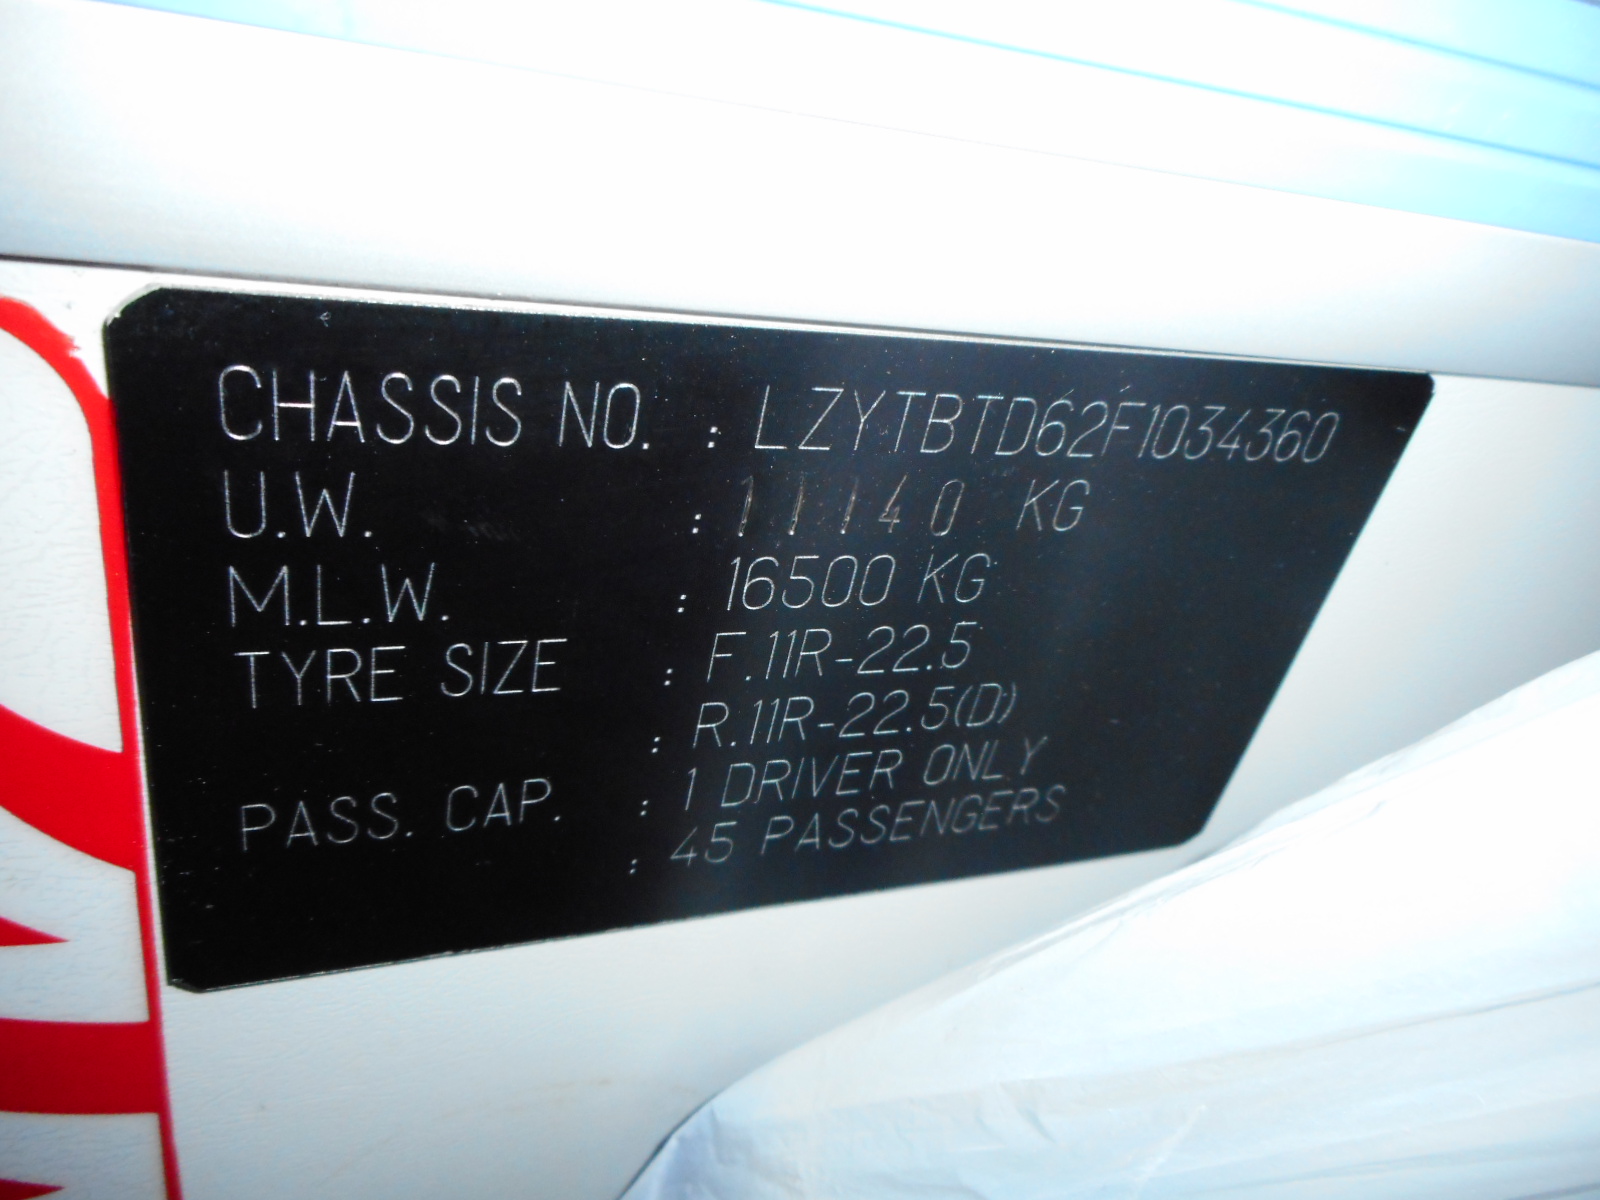 CHASSIS NO. : LZYTBTD62F1034360
U.W. : 11140 KG
M.L.W. : 16500 KG
TYRE SIZE : F.11R-22.5
: R.11R-22.5(D)
PASS. CAP. : 1 DRIVER ONLY
: 45 PASSENGERS